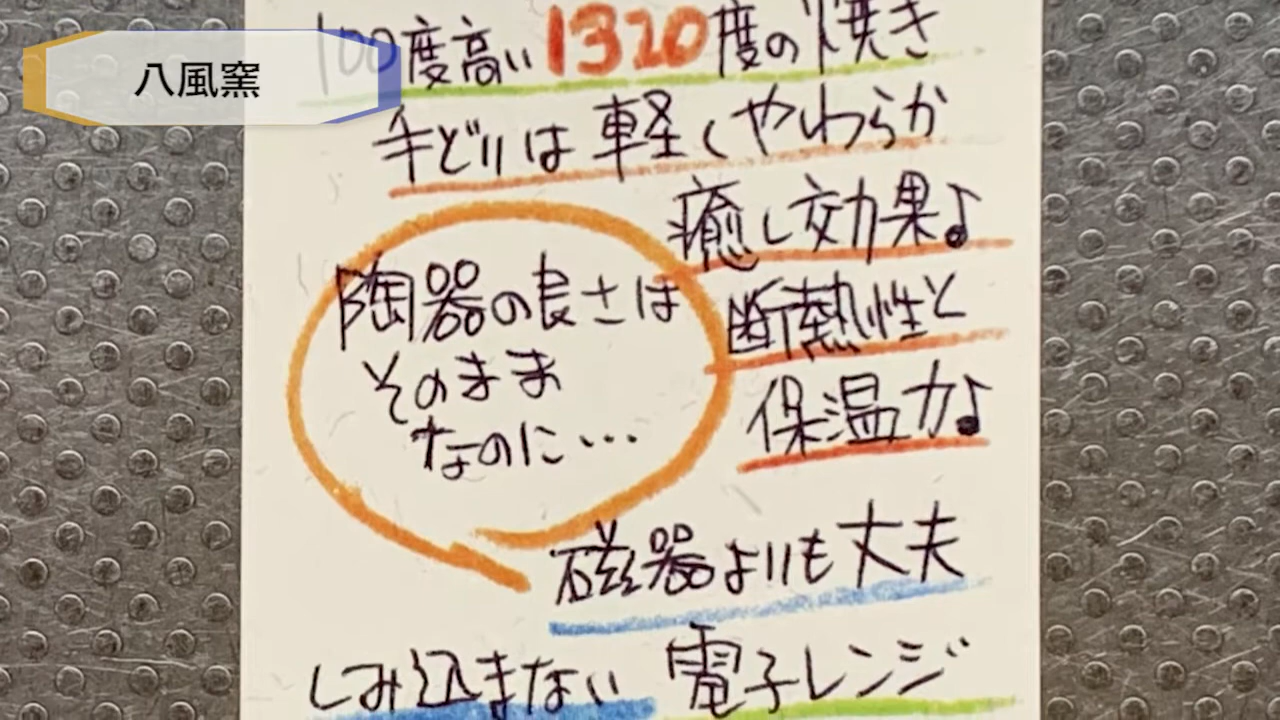 八風窯
100度高い1320度の焼き
手どりは軽くやわらか
癒し効果♪
陶器の良さは
そのまま
なのに…
断熱性と
保温力♪
磁器よりも丈夫
しみ込まない 電子レンジ